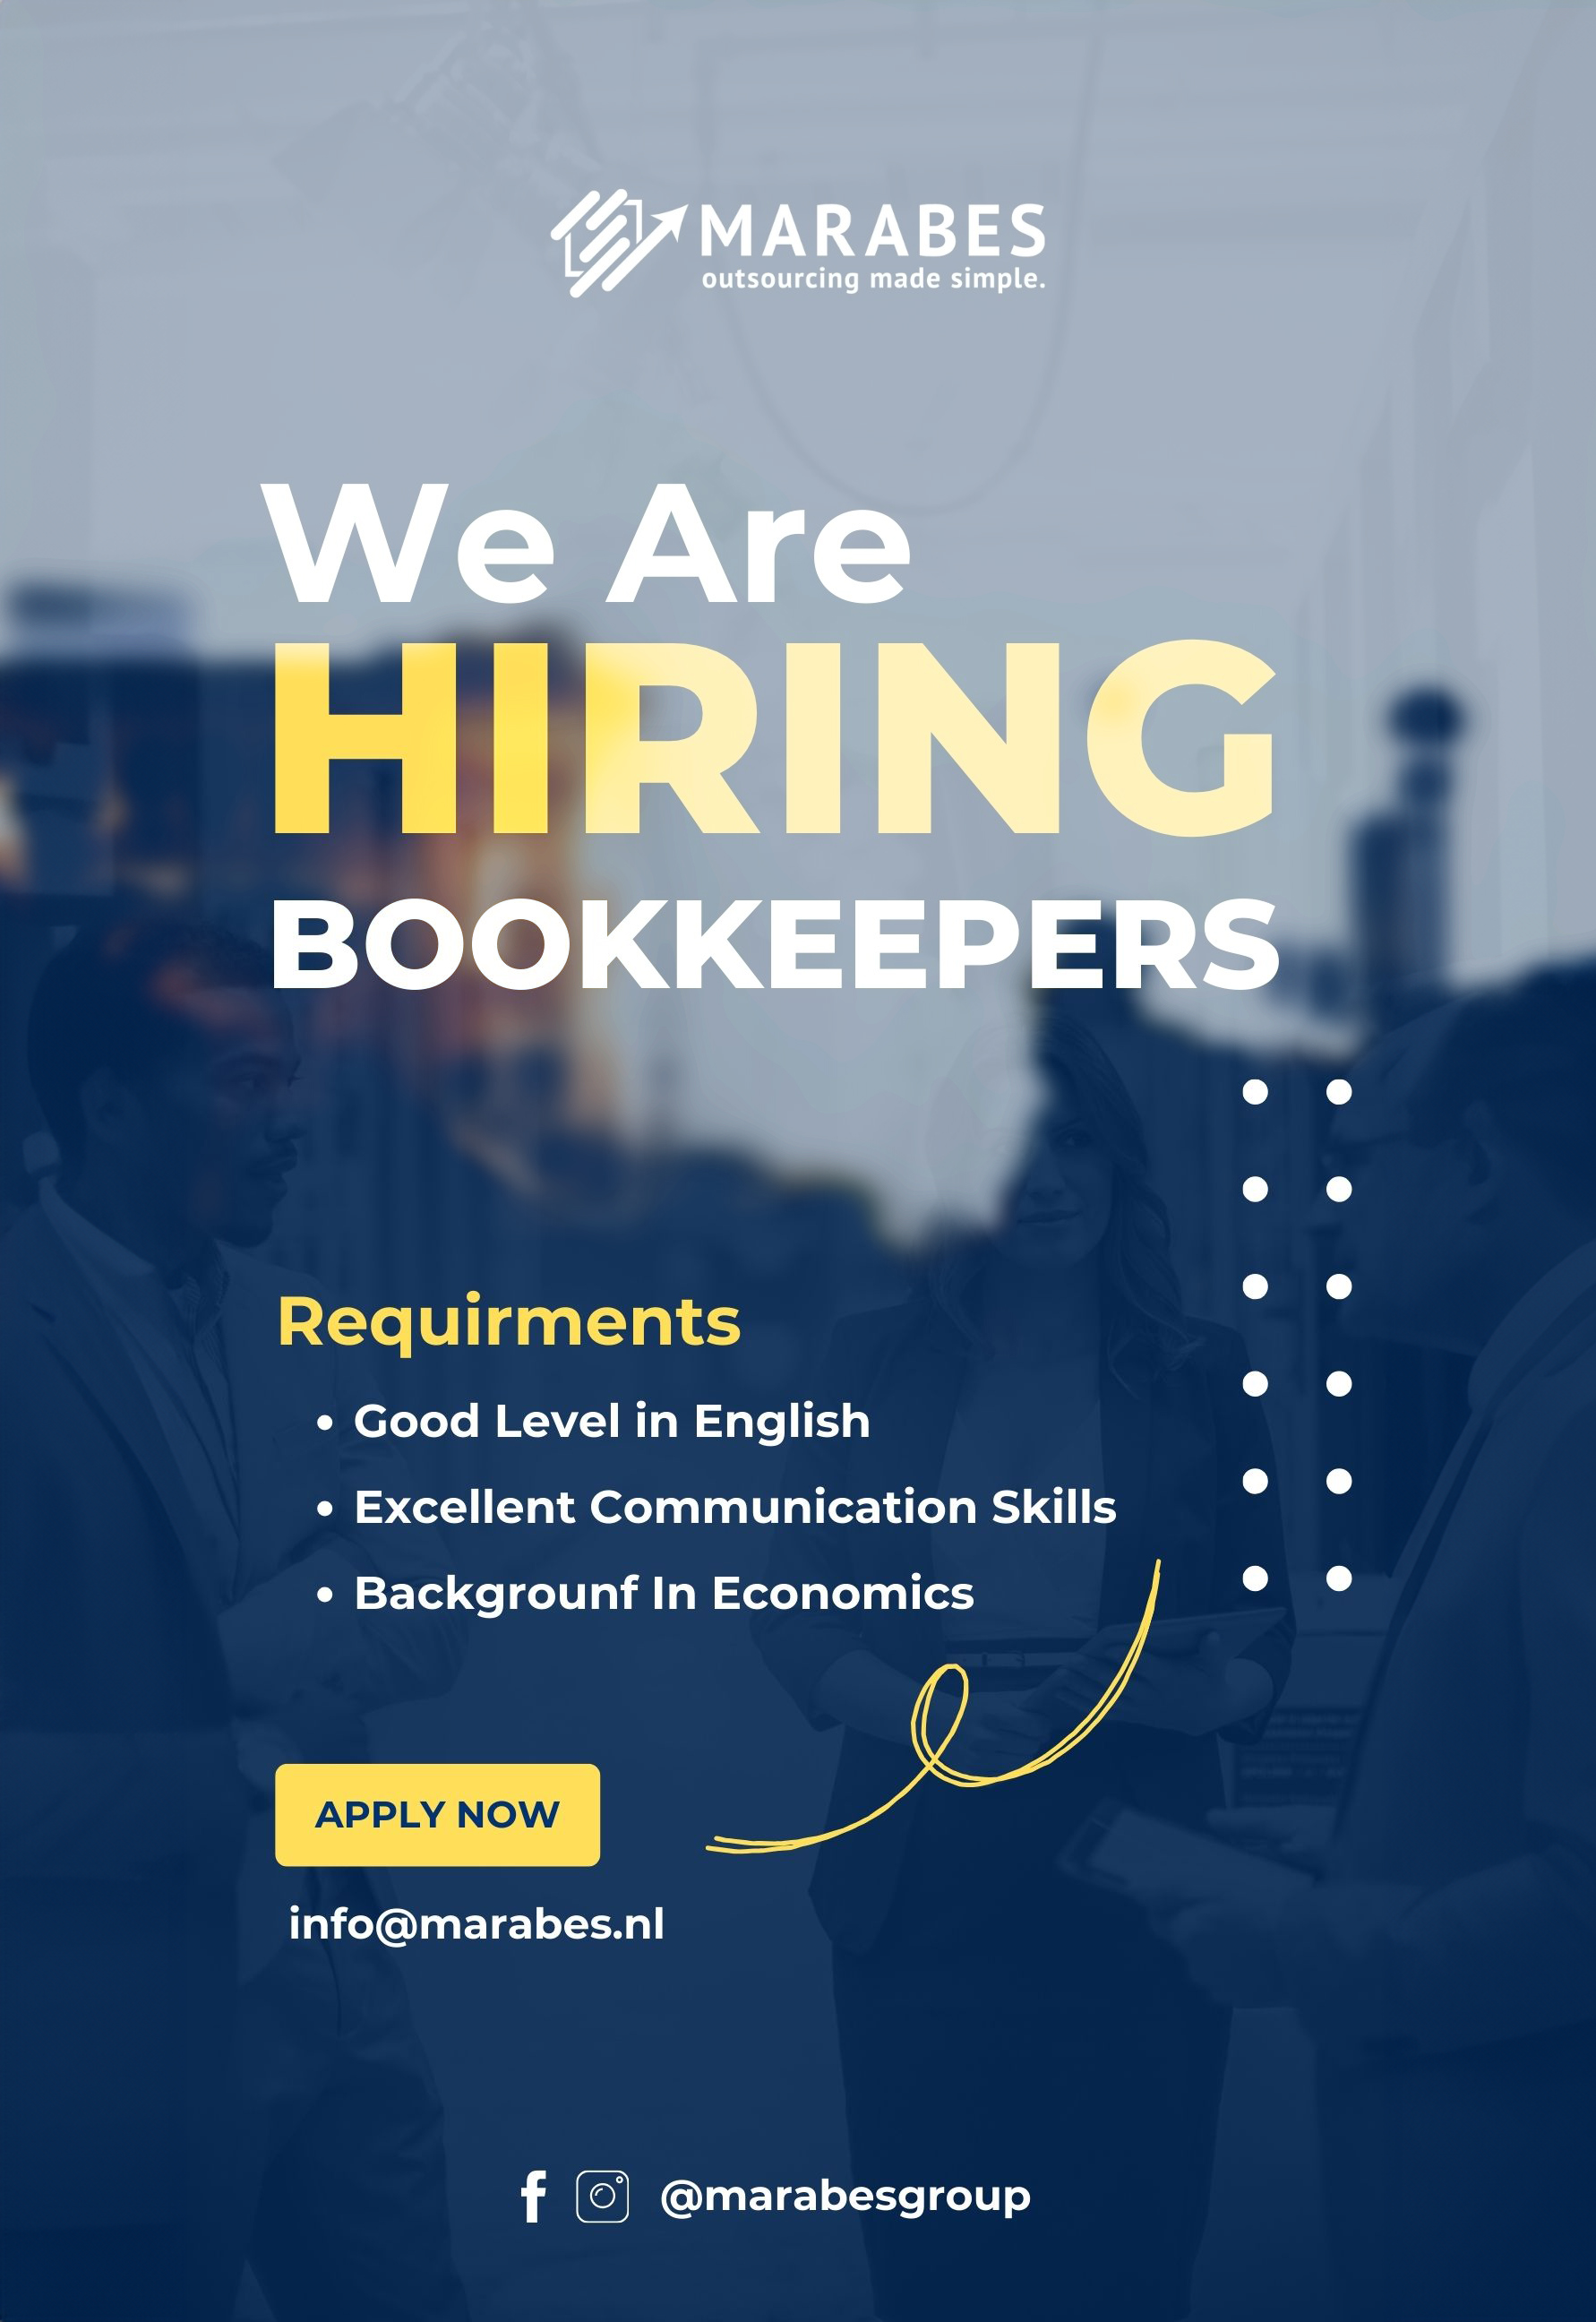 MARABES
outsourcing made simple.
We Are
HIRING
BOOKKEEPERS
Requirments
• Good Level in English
• Excellent Communication Skills
• Backgrounf In Economics
APPLY NOW
info@marabes.nl
@marabesgroup